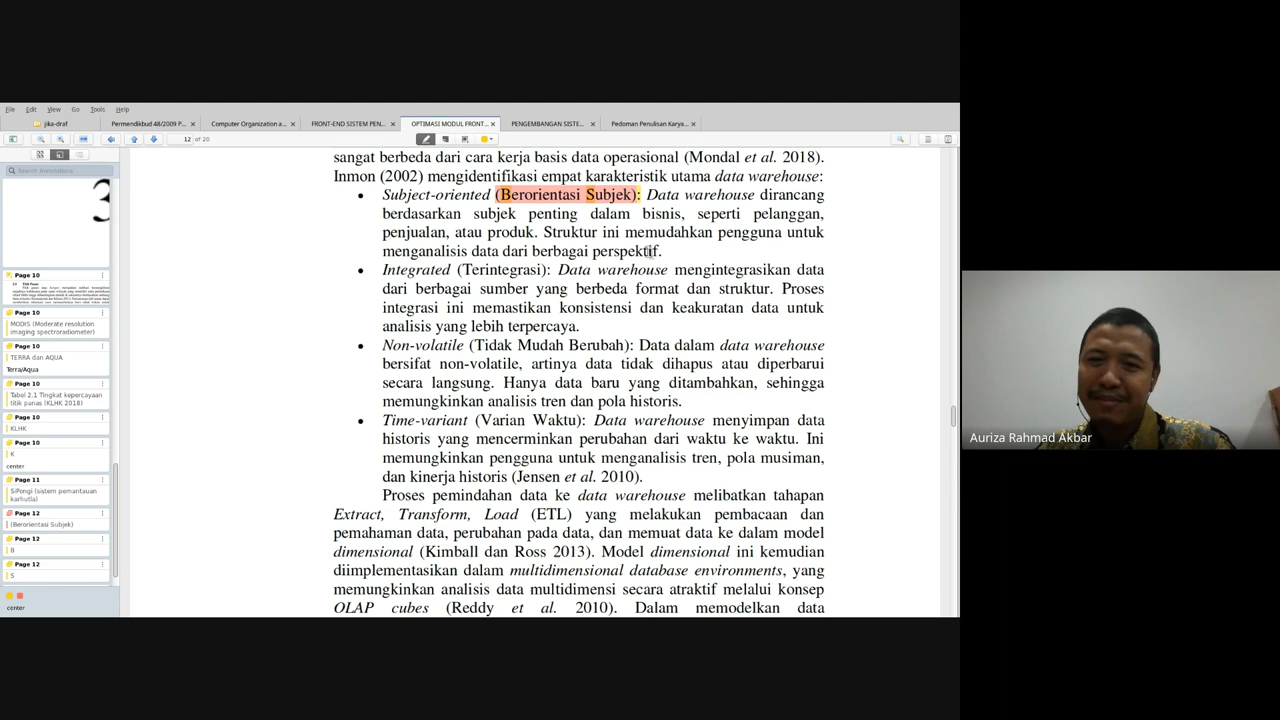 File Edit View Go Tools Help
jika-draf Permendikbud 48/2009 P... Computer Organization a... FRONT-END SISTEM PEN... OPTIMASI MODUL FRONT... PENGEMBANGAN SISTE... Pedoman Penulisan Karya...
12 of 20
Search Annotations
Page 10
Page 10
MODIS (Moderate resolution
imaging spectroradiometer)
Page 10
TERRA dan AQUA
Terra/Aqua
Page 10
Tabel 2.1 Tingkat kepercayaan
titik panas (KLHK 2018)
Page 10
KLHK
Page 10
K
center
Page 11
SiPongi (sistem pemantauan
karhutla)
Page 12
(Berorientasi Subjek)
Page 12
B
Page 12
S
center
sangat berbeda dari cara kerja basis data operasional (Mondal et al. 2018).
Inmon (2002) mengidentifikasi empat karakteristik utama data warehouse:
• Subject-oriented (Berorientasi Subjek): Data warehouse dirancang
berdasarkan subjek penting dalam bisnis, seperti pelanggan,
penjualan, atau produk. Struktur ini memudahkan pengguna untuk
menganalisis data dari berbagai perspektif.
• Integrated (Terintegrasi): Data warehouse mengintegrasikan data
dari berbagai sumber yang berbeda format dan struktur. Proses
integrasi ini memastikan konsistensi dan keakuratan data untuk
analisis yang lebih terpercaya.
• Non-volatile (Tidak Mudah Berubah): Data dalam data warehouse
bersifat non-volatile, artinya data tidak dihapus atau diperbarui
secara langsung. Hanya data baru yang ditambahkan, sehingga
memungkinkan analisis tren dan pola historis.
• Time-variant (Varian Waktu): Data warehouse menyimpan data
historis yang mencerminkan perubahan dari waktu ke waktu. Ini
memungkinkan pengguna untuk menganalisis tren, pola musiman,
dan kinerja historis (Jensen et al. 2010).
Proses pemindahan data ke data warehouse melibatkan tahapan
Extract, Transform, Load (ETL) yang melakukan pembacaan dan
pemahaman data, perubahan pada data, dan memuat data ke dalam model
dimensional (Kimball dan Ross 2013). Model dimensional ini kemudian
diimplementasikan dalam multidimensional database environments, yang
memungkinkan analisis data multidimensi secara atraktif melalui konsep
OLAP cubes (Reddy et al. 2010). Dalam memodelkan data
Auriza Rahmad Akbar